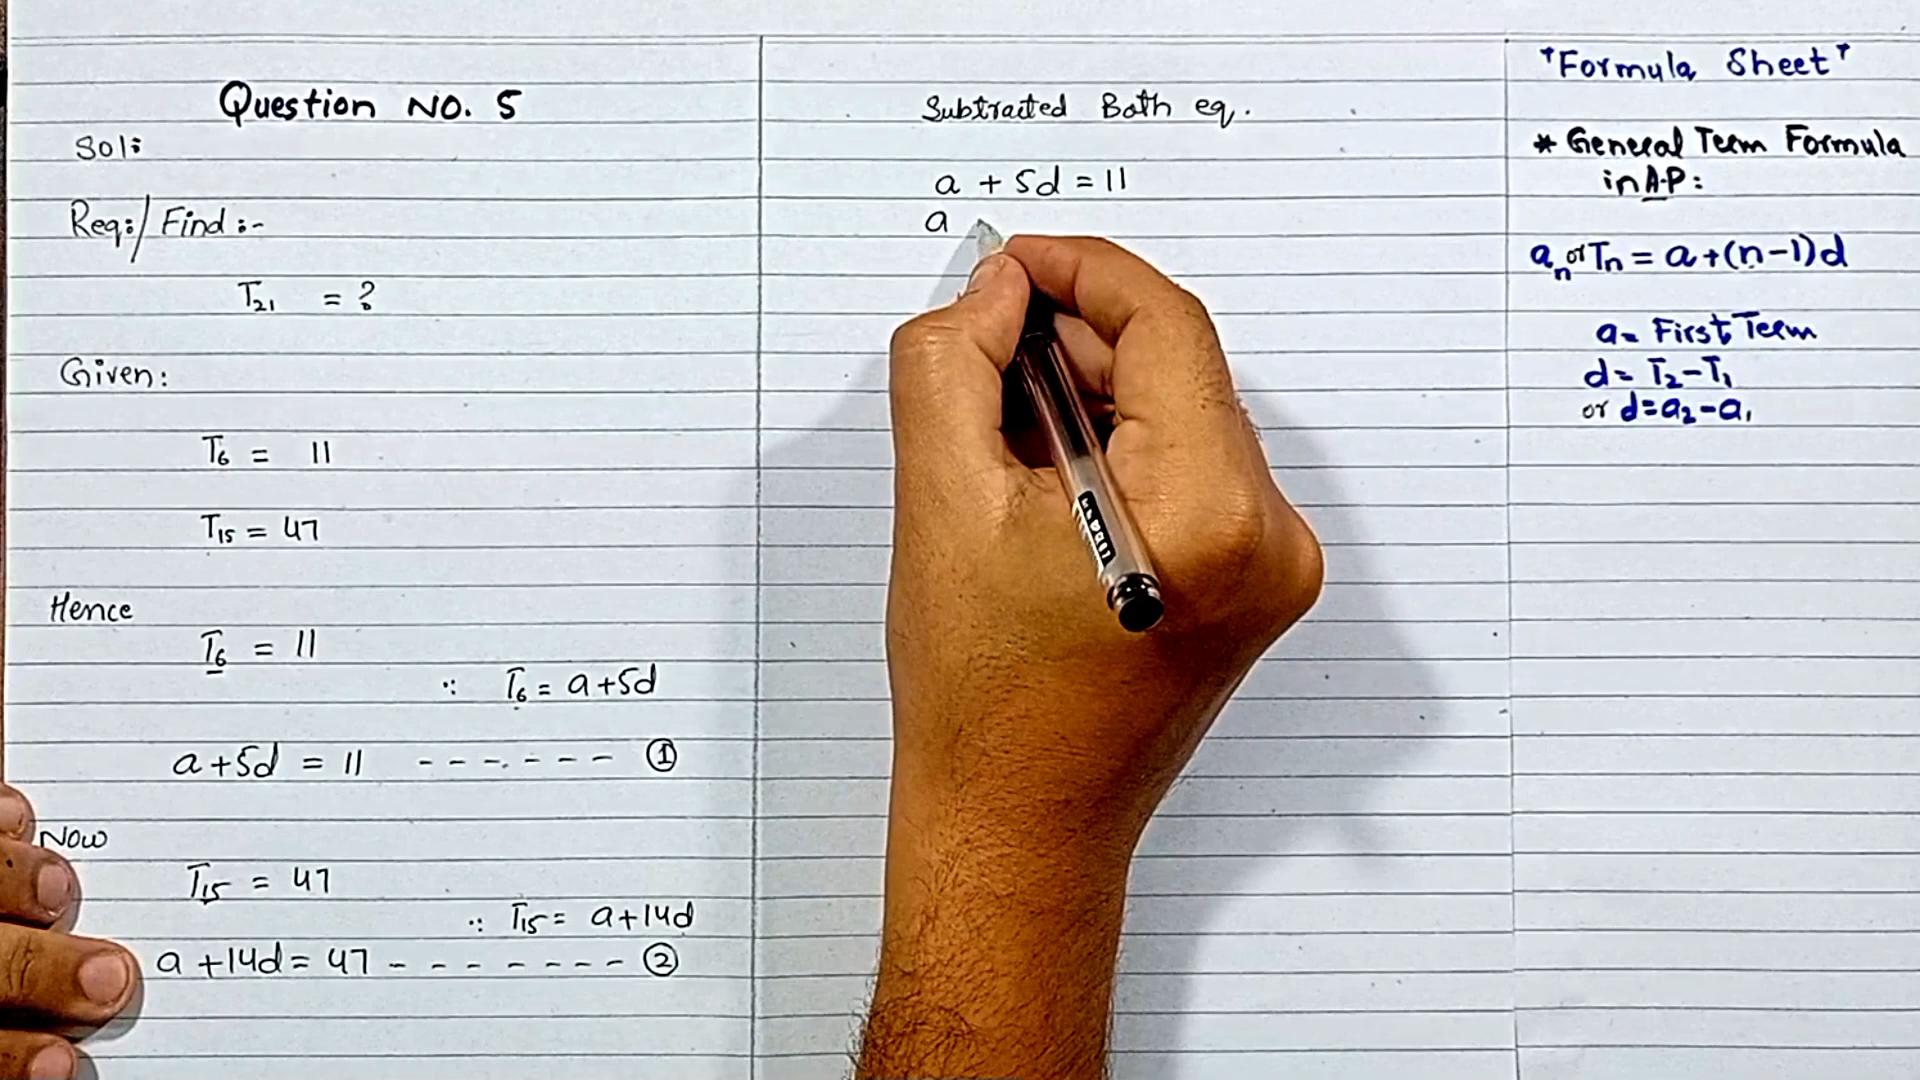 Question NO. 5
Sol:
Req:/ Find :-
T₂₁ = ?
Given:
T₆ = 11
T₁₅ = 47
Hence
T₆ = 11
∵ T₆ = a+5d
a+5d = 11 - - - - - - - ①
Now
T₁₅ = 47
∵ T₁₅ = a+14d
a+14d = 47 - - - - - - - ②
Subtracted Both eq.
a + 5d = 11
a
"Formula Sheet"
* General Term Formula
in A.P:
aₙ or Tₙ = a+(n-1)d
a = First Term
d = T₂-T₁
or d=a₂-a₁